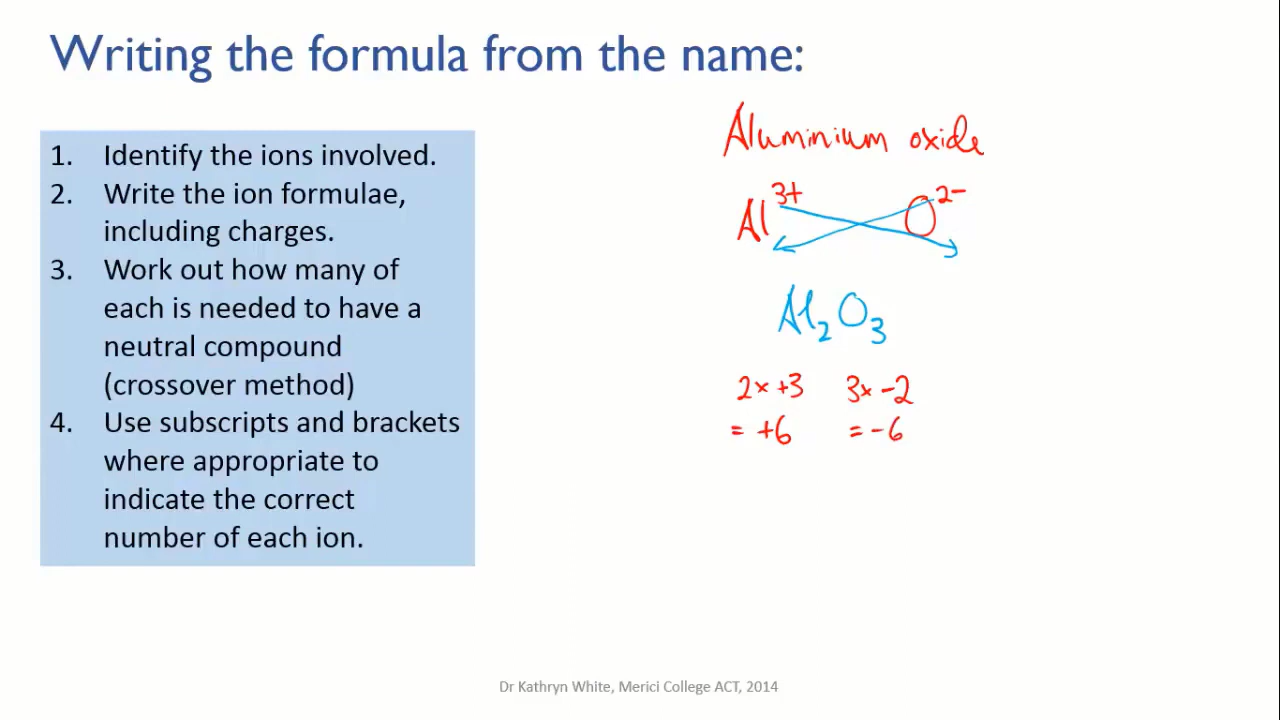 Writing the formula from the name:
1. Identify the ions involved.
2. Write the ion formulae,
including charges.
3. Work out how many of
each is needed to have a
neutral compound
(crossover method)
4. Use subscripts and brackets
where appropriate to
indicate the correct
number of each ion.
Aluminium oxide
Al³⁺ O²⁻
Al₂O₃
2x +3 3x -2
= +6 = -6
Dr Kathryn White, Merici College ACT, 2014